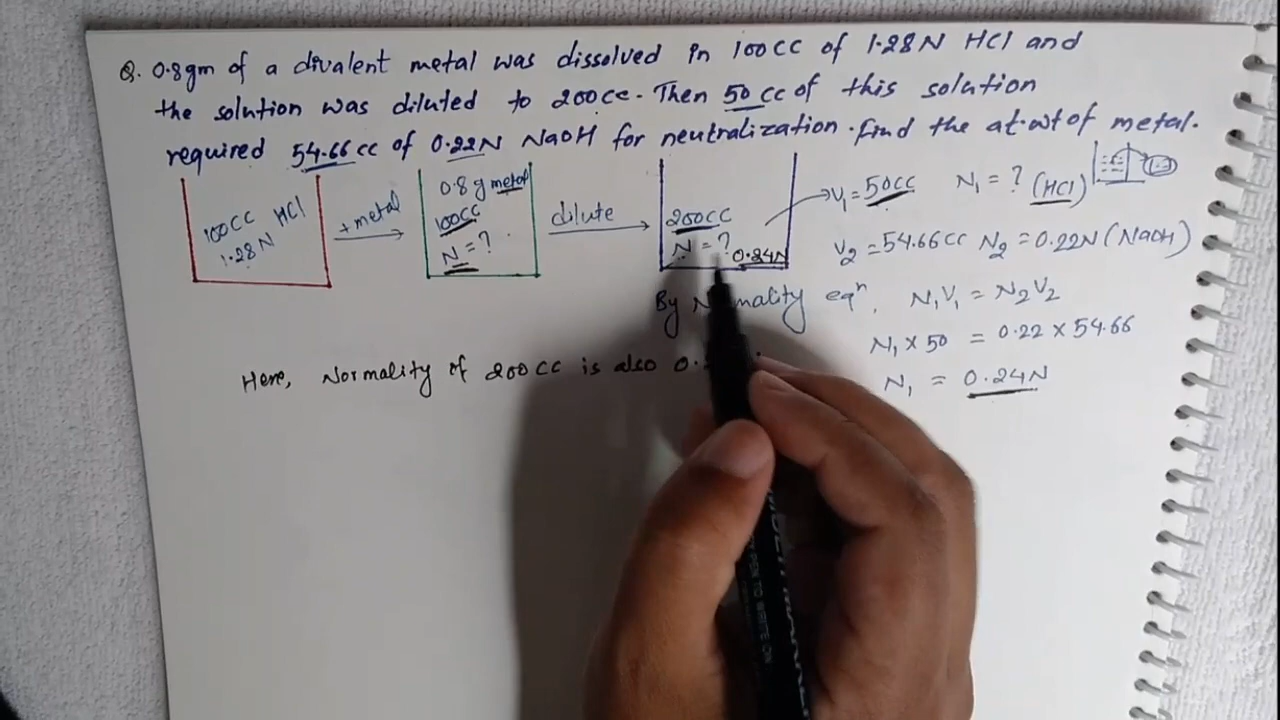 Q. 0.8gm of a divalent metal was dissolved in 100CC of 1.28N HCl and
the solution was diluted to 200cc. Then 50 cc of this solution
required 54.66cc of 0.22N NaOH for neutralization. find the at.wt of metal.
100CC HCl
1.28N
+metal
0.8g metal
100CC
N = ?
dilute
200CC
N = ?
0.24N
V₁ = 50CC N₁ = ? (HCl)
V₂ = 54.66CC N₂ = 0.22N (NaOH)
By Normality eqⁿ, N₁V₁ = N₂V₂
N₁ × 50 = 0.22 × 54.66
N₁ = 0.24N
Here, Normality of 200CC is also